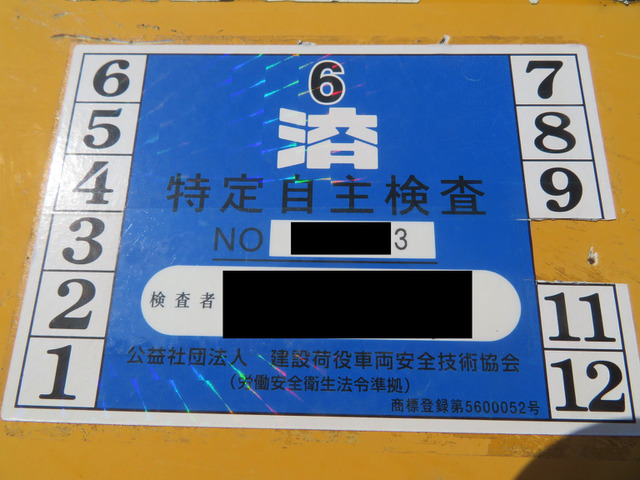 6
済
特定自主検査
NO 3
検査者
公益社団法人 建設荷役車両安全技術協会
(労働安全衛生法令準拠)
商標登録第5600052号
6
5
4
3
2
1
7
8
9
11
12